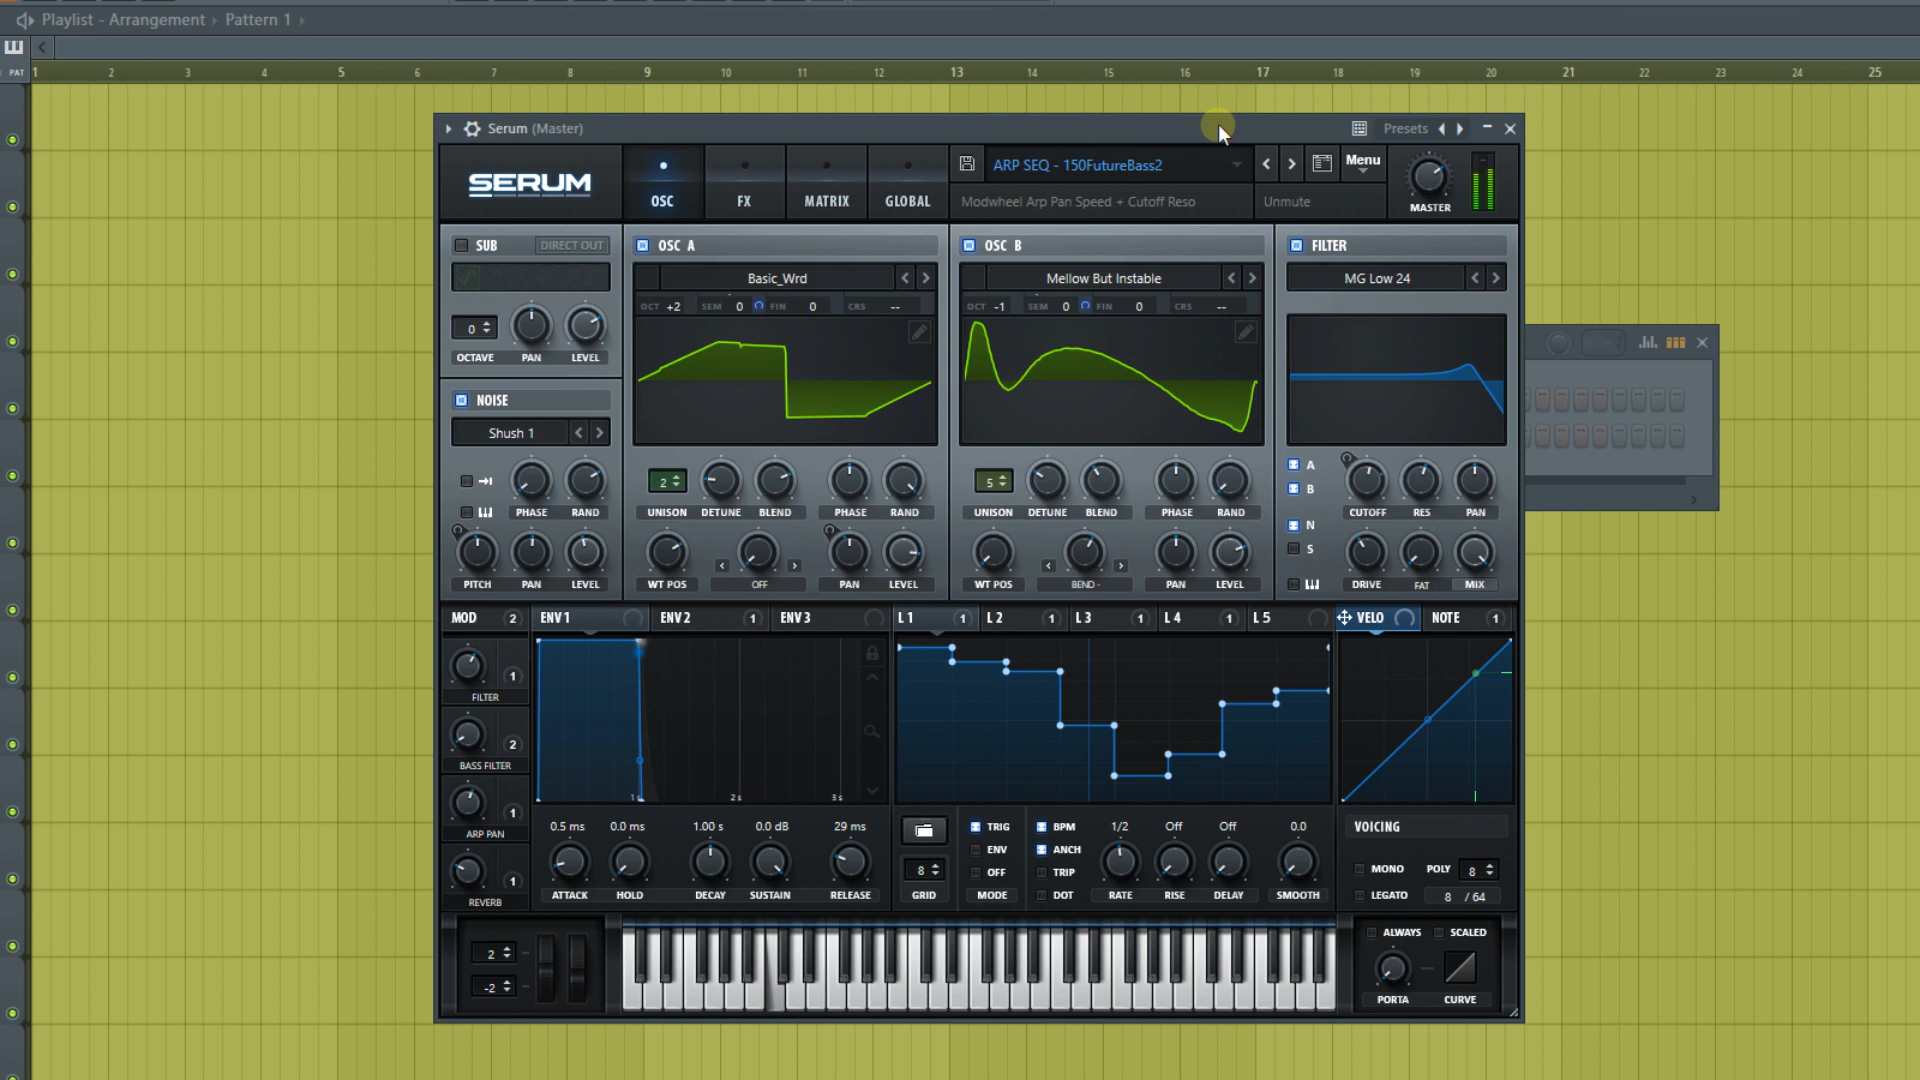 Playlist - Arrangement › Pattern 1 ›
PAT 1 2 3 4 5 6 7 8 9 10 11 12 13 14 15 16 17 18 19 20 21 22 23 24 25
Serum (Master) Presets
SERUM OSC FX MATRIX GLOBAL
ARP SEQ - 150FutureBass2 Menu
Modwheel Arp Pan Speed + Cutoff Reso Unmute
MASTER
SUB DIRECT OUT
0
OCTAVE PAN LEVEL
NOISE
Shush 1
PHASE RAND
PITCH PAN LEVEL
OSC A
Basic_Wrd
OCT +2 SEM 0 FIN 0 CRS --
2
UNISON DETUNE BLEND PHASE RAND
WT POS OFF PAN LEVEL
OSC B
Mellow But Instable
OCT -1 SEM 0 FIN 0 CRS --
5
UNISON DETUNE BLEND PHASE RAND
WT POS BEND - PAN LEVEL
FILTER
MG Low 24
A
B
N
S
CUTOFF RES PAN
DRIVE FAT MIX
MOD 2 ENV 1 ENV 2 1 ENV 3 L 1 1 L 2 1 L 3 1 L 4 1 L 5 VELO NOTE 1
1
FILTER
2
BASS FILTER
1
ARP PAN
1
REVERB
1s 2s 3s
0.5 ms 0.0 ms 1.00 s 0.0 dB 29 ms
ATTACK HOLD DECAY SUSTAIN RELEASE
8
GRID
TRIG
ENV
OFF
MODE
BPM
ANCH
TRIP
DOT
1/2 Off Off 0.0
RATE RISE DELAY SMOOTH
VOICING
MONO POLY 8
LEGATO 8 / 64
2
-2
ALWAYS SCALED
PORTA CURVE